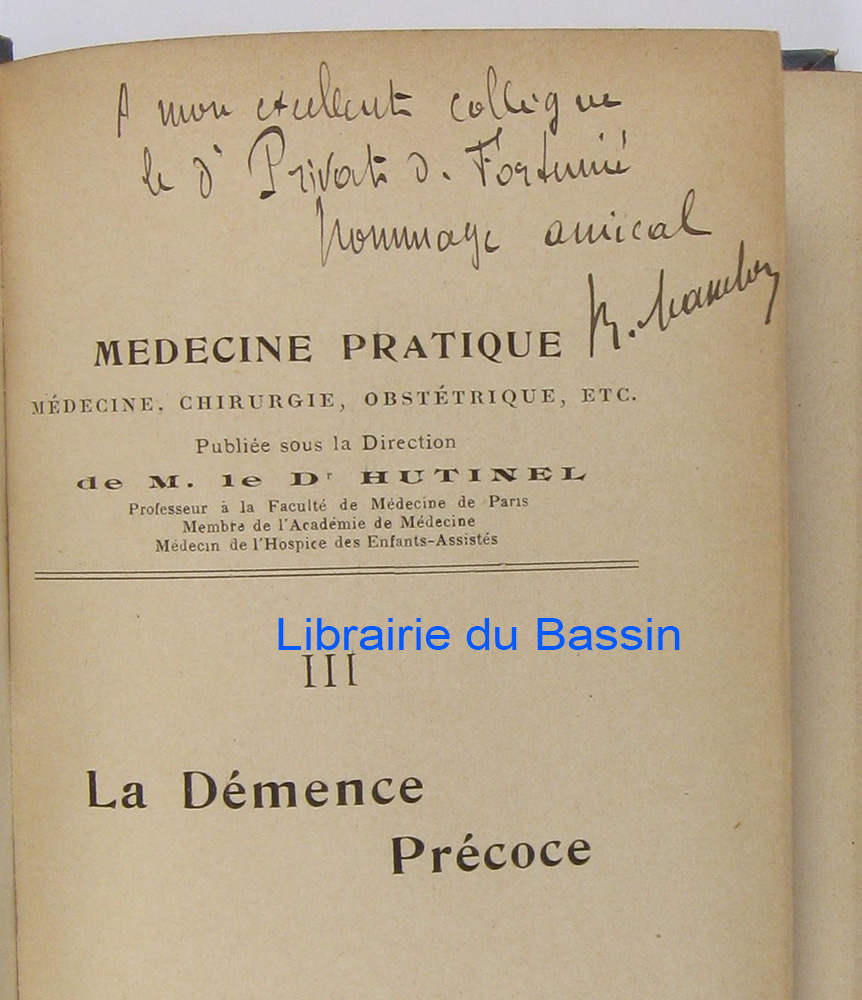 A mon excellent collègue
le dr Privat d. Fortunié
hommage amical
R. Masselon
MEDECINE PRATIQUE
MÉDECINE, CHIRURGIE, OBSTÉTRIQUE, ETC.
Publiée sous la Direction
de M. le Dr HUTINEL
Professeur à la Faculté de Médecine de Paris
Membre de l'Académie de Médecine
Médecin de l'Hospice des Enfants-Assistés
Librairie du Bassin
III
La Démence
Précoce